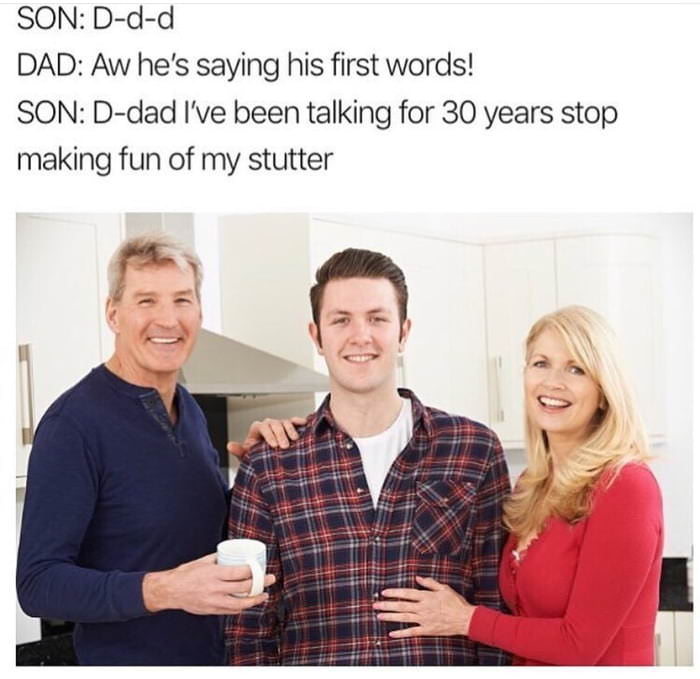 SON: D-d-d
DAD: Aw he's saying his first words!
SON: D-dad I've been talking for 30 years stop
making fun of my stutter